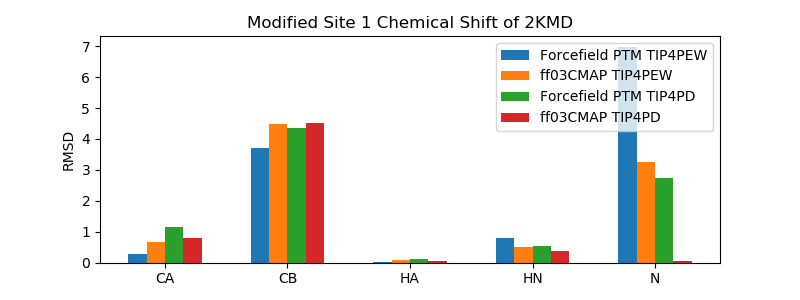 Modified Site 1 Chemical Shift of 2KMD
7
6
5
4
3
2
1
0
RMSD
Forcefield PTM TIP4PEW
ff03CMAP TIP4PEW
Forcefield PTM TIP4PD
ff03CMAP TIP4PD
CA CB HA HN N